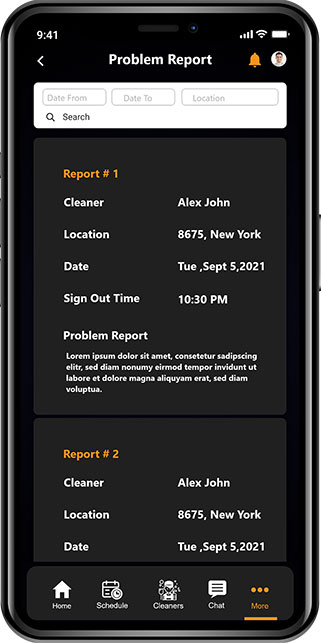 9:41
Problem Report
Date From Date To Location
Search
Report # 1
Cleaner Alex John
Location 8675, New York
Date Tue ,Sept 5,2021
Sign Out Time 10:30 PM
Problem Report
Lorem ipsum dolor sit amet, consetetur sadipscing
elitr, sed diam nonumy eirmod tempor invidunt ut
labore et dolore magna aliquyam erat, sed diam
voluptua.
Report # 2
Cleaner Alex John
Location 8675, New York
Date Tue ,Sept 5,2021
Home Schedule Cleaners Chat More